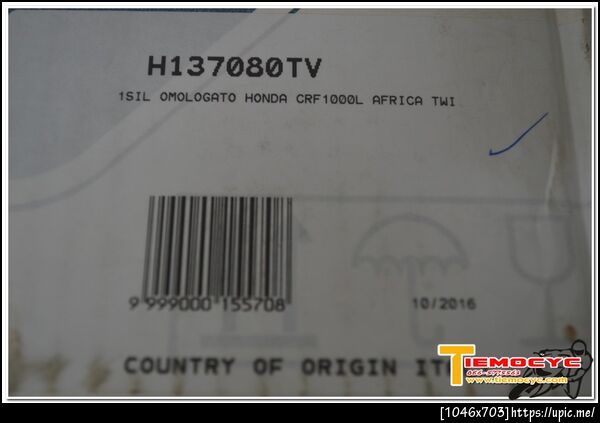 H137080TV
1SIL OMOLOGATO HONDA CRF1000L AFRICA TWI
9 999000 155708
10/2016
COUNTRY OF ORIGIN IT
TIEMOCYC
www.tiemocyc.com
[1046x703]https://upic.me/